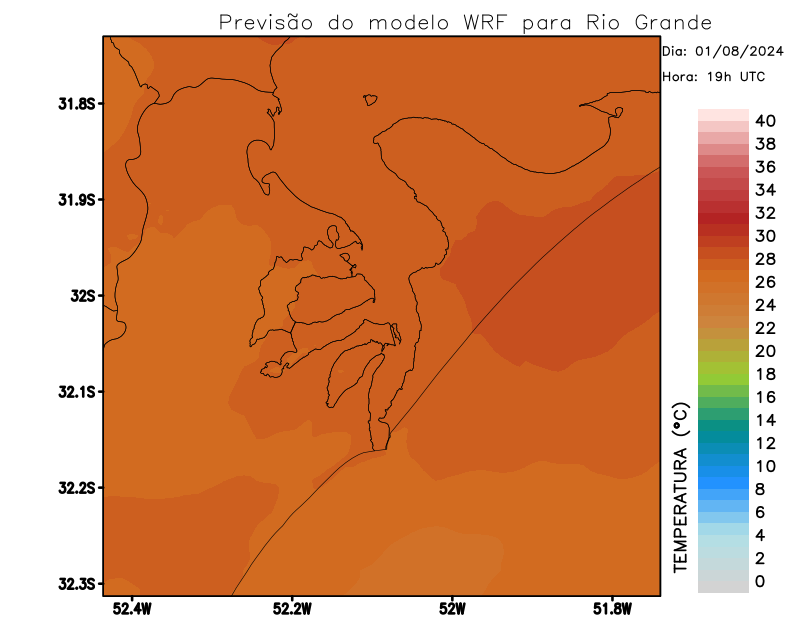 Previsão do modelo WRF para Rio Grande
Dia: 01/08/2024
Hora: 19h UTC
31.8S
31.9S
32S
32.1S
32.2S
32.3S
52.4W
52.2W
52W
51.8W
40
38
36
34
32
30
28
26
24
22
20
18
16
14
12
10
8
6
4
2
0
TEMPERATURA (°C)